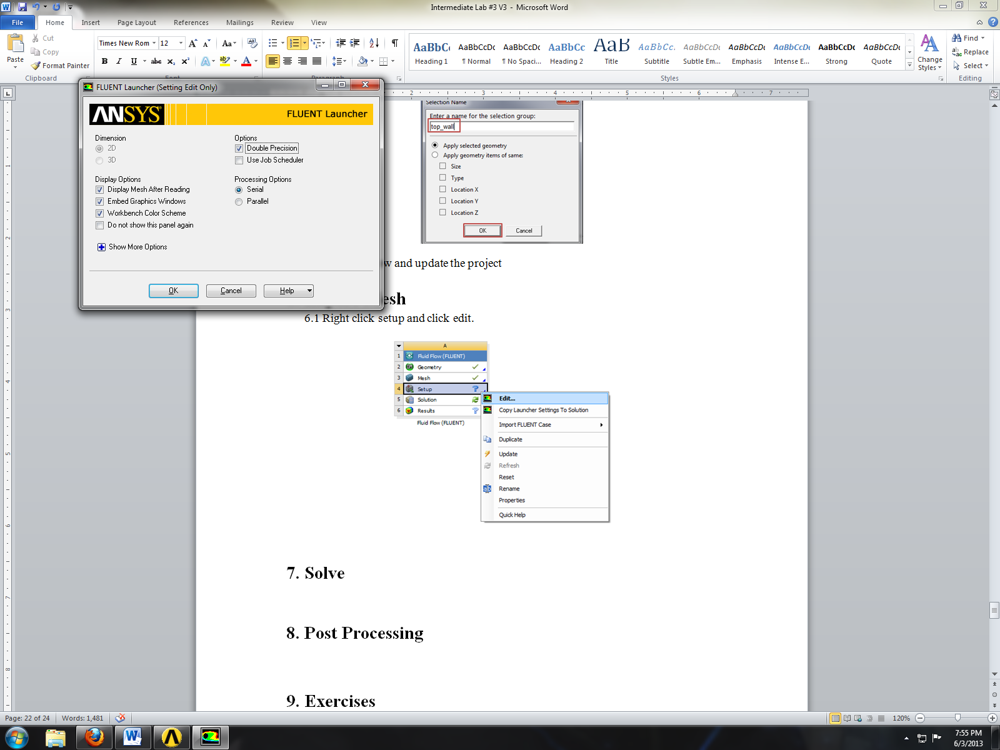 Intermediate Lab #3 V3 - Microsoft Word
File Home Insert Page Layout References Mailings Review View
Paste
Cut
Copy
Format Painter
Clipboard
Times New Rom 12
Font
Paragraph
AaBbCc AaBbCcDc AaBbCcDc AaBbCc AaB AaBbCc. AaBbCcDc AaBbCcDc AaBbCcDc AaBbCcDc AaBbCcDc
Heading 1 ¶ Normal ¶ No Spaci... Heading 2 Title Subtitle Subtle Em... Emphasis Intense E... Strong Quote
Change Styles
Styles
Find
Replace
Select
Editing
FLUENT Launcher (Setting Edit Only)
ANSYS FLUENT Launcher
Dimension
2D
3D
Options
Double Precision
Use Job Scheduler
Display Options
Display Mesh After Reading
Embed Graphics Windows
Workbench Color Scheme
Do not show this panel again
Processing Options
Serial
Parallel
Show More Options
OK Cancel Help
Selection Name
Enter a name for the selection group:
top_wall
Apply selected geometry
Apply geometry items of same:
Size
Type
Location X
Location Y
Location Z
OK Cancel
w and update the project
esh
6.1 Right click setup and click edit.
A
1 Fluid Flow (FLUENT)
2 Geometry
3 Mesh
4 Setup
5 Solution
6 Results
Fluid Flow (FLUENT)
Edit...
Copy Launcher Settings To Solution
Import FLUENT Case
Duplicate
Update
Refresh
Reset
Rename
Properties
Quick Help
7. Solve
8. Post Processing
9. Exercises
Page: 22 of 24 Words: 1,481 120%
7:55 PM
6/3/2013